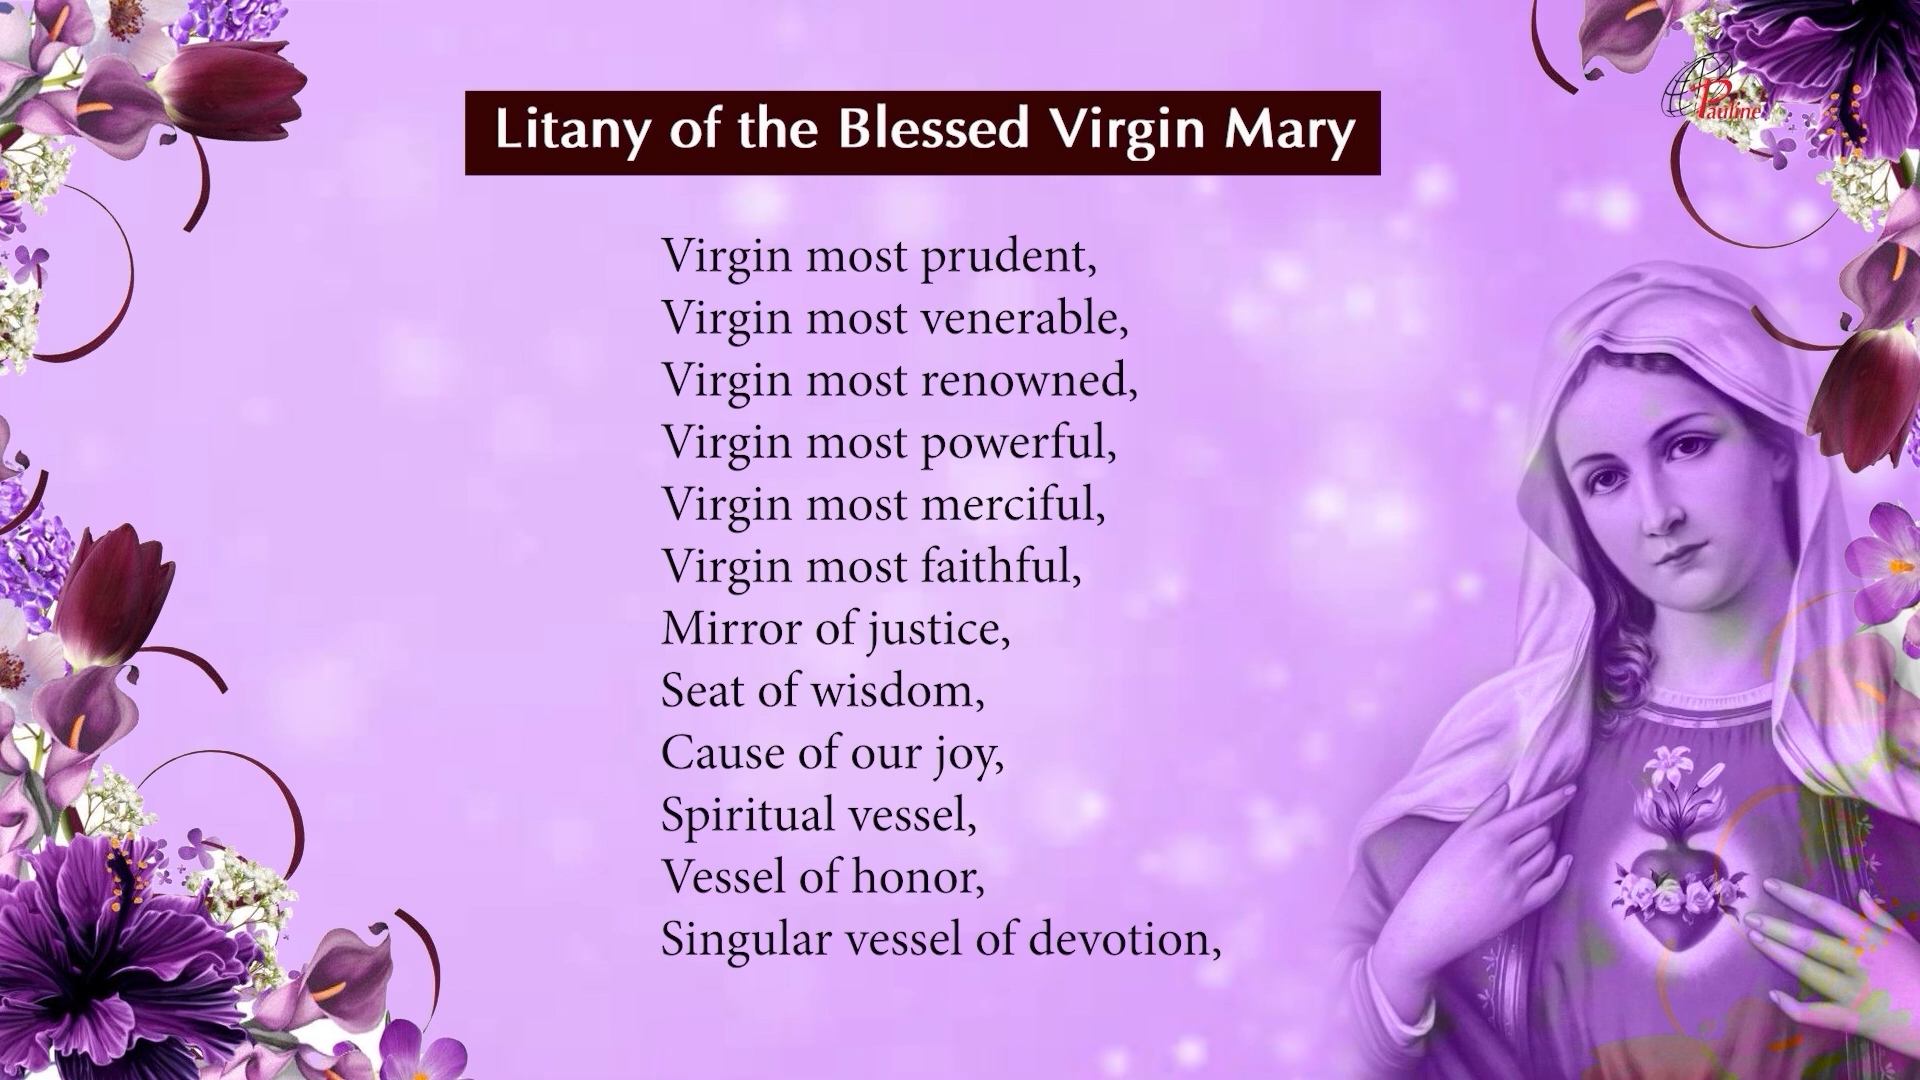 Pauline
Litany of the Blessed Virgin Mary
Virgin most prudent,
Virgin most venerable,
Virgin most renowned,
Virgin most powerful,
Virgin most merciful,
Virgin most faithful,
Mirror of justice,
Seat of wisdom,
Cause of our joy,
Spiritual vessel,
Vessel of honor,
Singular vessel of devotion,